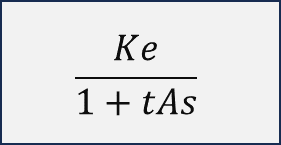 Ke
1 + tAs